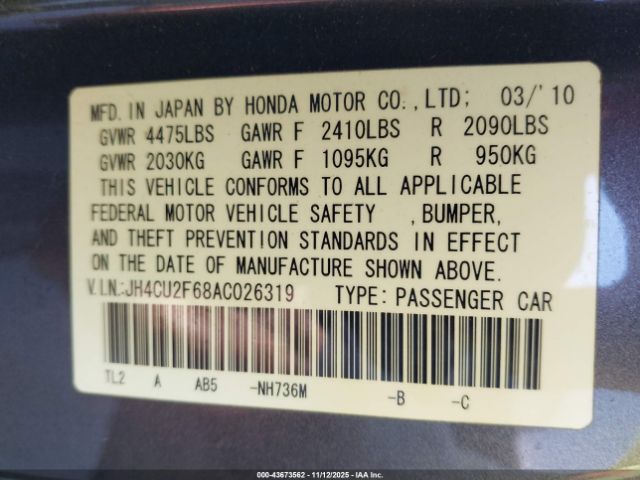 MFD. IN JAPAN BY HONDA MOTOR CO., LTD; 03/'10
GVWR 4475LBS GAWR F 2410LBS R 2090LBS
GVWR 2030KG GAWR F 1095KG R 950KG
THIS VEHICLE CONFORMS TO ALL APPLICABLE
FEDERAL MOTOR VEHICLE SAFETY , BUMPER,
AND THEFT PREVENTION STANDARDS IN EFFECT
ON THE DATE OF MANUFACTURE SHOWN ABOVE.
V.I.N.:JH4CU2F68AC026319 TYPE: PASSENGER CAR
TL2 A AB5 -NH736M -B -C
000-43673562 - 11/12/2025 - IAA Inc.